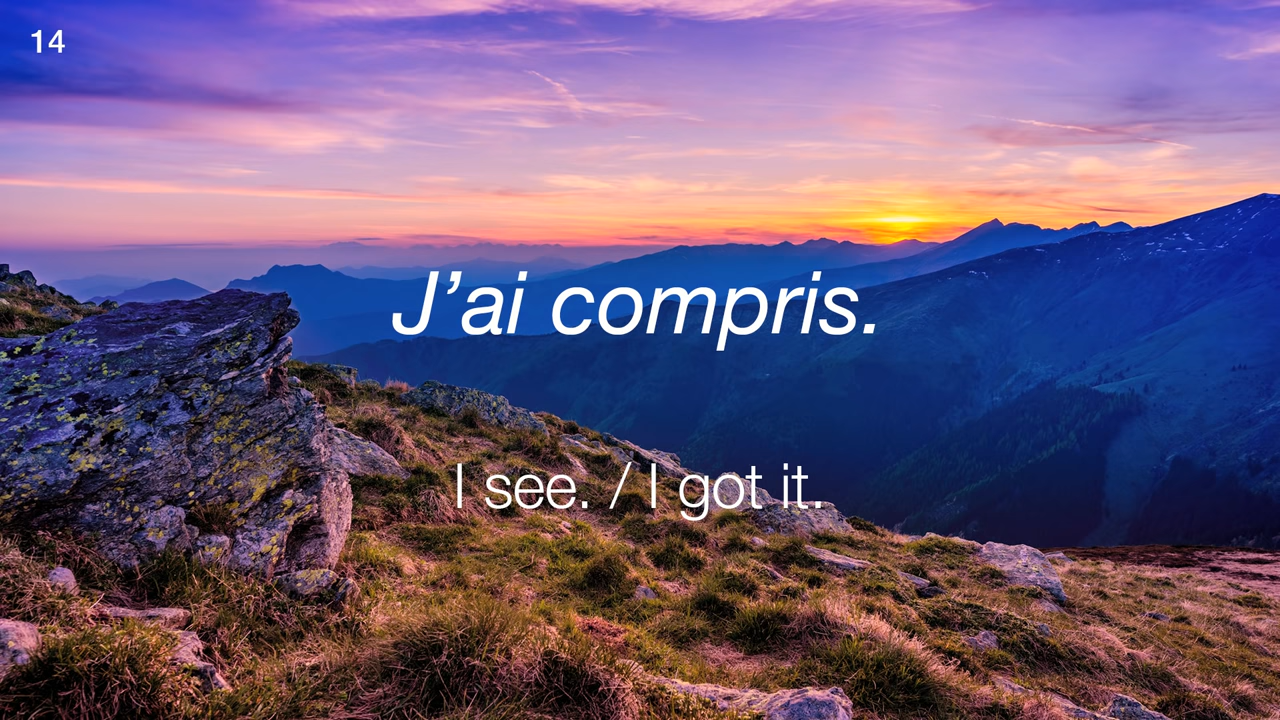 14
J’ai compris.
I see. / I got it.